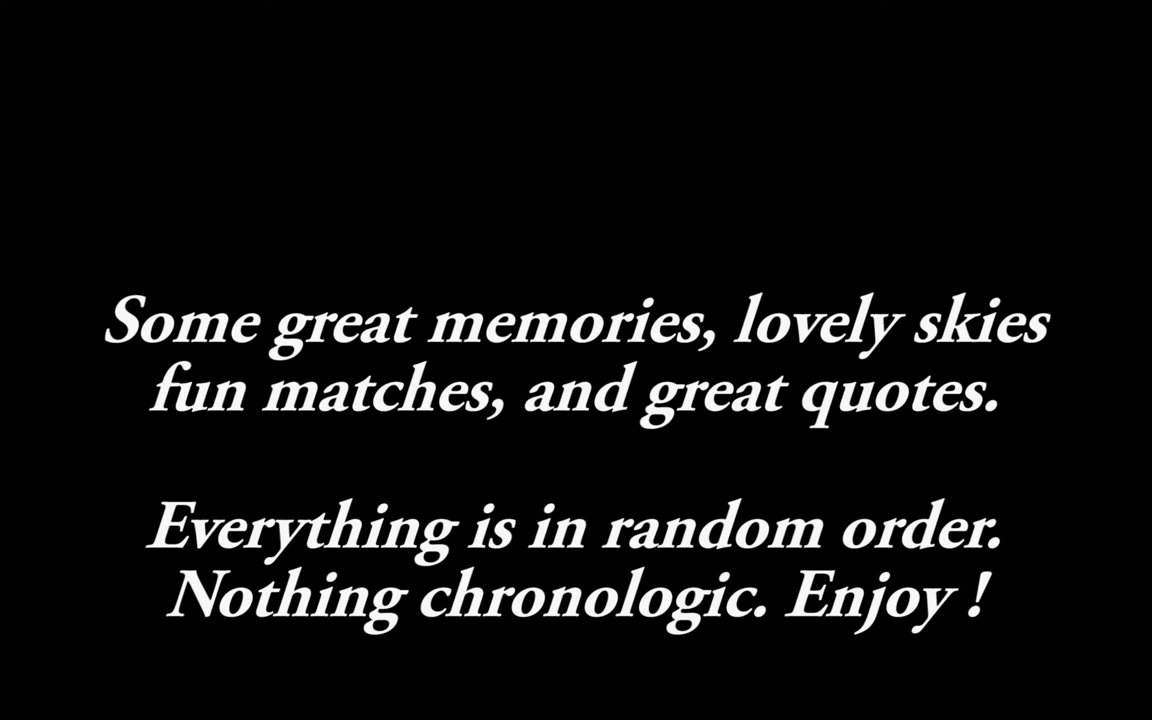 Some great memories, lovely skies
fun matches, and great quotes.
Everything is in random order.
Nothing chronologic. Enjoy !